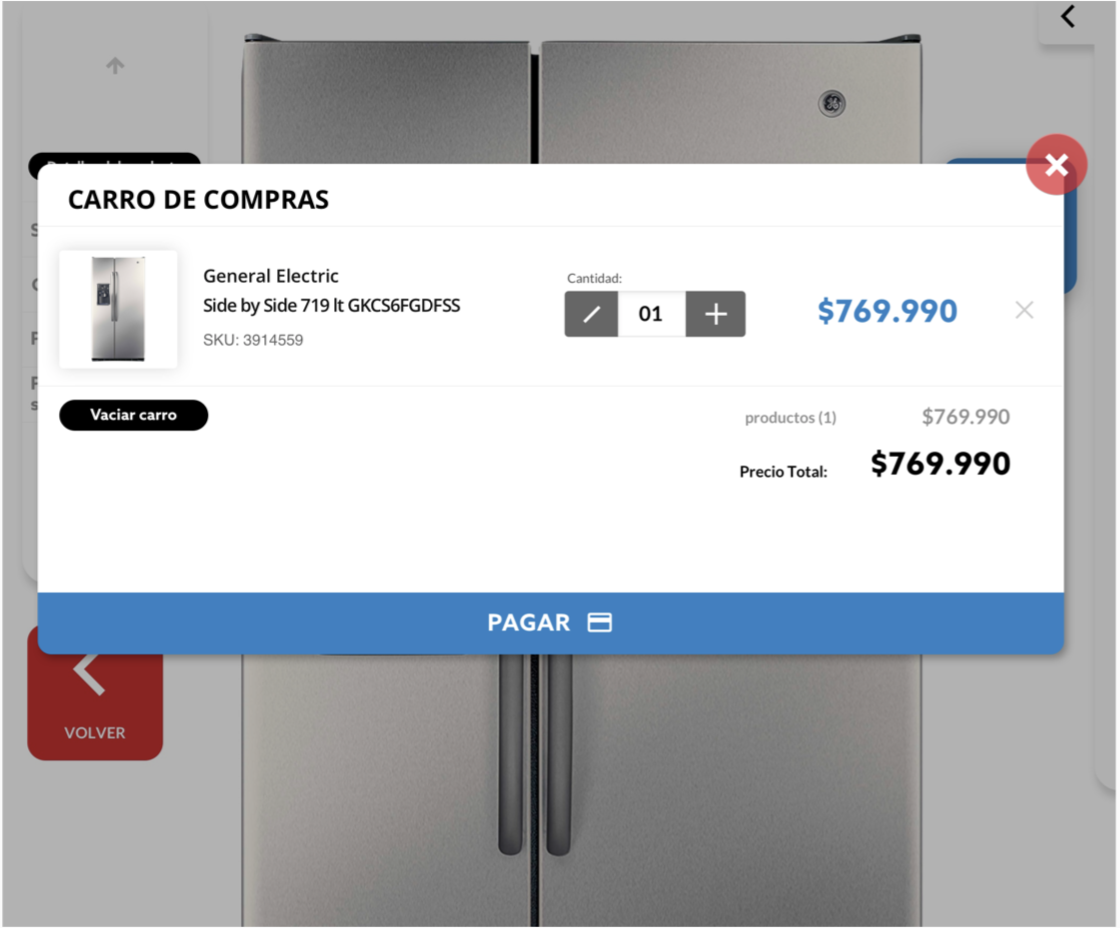 CARRO DE COMPRAS
General Electric
Side by Side 719 lt GKCS6FGDFSS
SKU: 3914559
Cantidad:
01
$769.990
Vaciar carro
productos (1) $769.990
Precio Total: $769.990
PAGAR
VOLVER